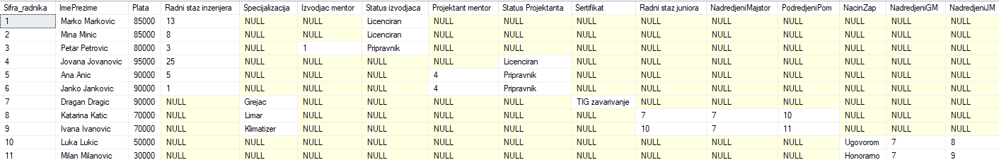 Sifra_radnika ImePrezime Plata Radni staz inzenjera Specijalizacija Izvodjac mentor Status izvodjaca Projektant mentor Status Projektanta Sertifikat Radni staz juniora NadredjeniMajstor PodredjeniPom NacinZap NadredjeniGM NadredjeniJM
1 Marko Markovic 85000 13 NULL NULL Licenciran NULL NULL NULL NULL NULL NULL NULL NULL NULL
2 Mina Minic 85000 8 NULL NULL Licenciran NULL NULL NULL NULL NULL NULL NULL NULL NULL
3 Petar Petrovic 80000 3 NULL 1 Pripravnik NULL NULL NULL NULL NULL NULL NULL NULL NULL
4 Jovana Jovanovic 95000 25 NULL NULL NULL NULL Licenciran NULL NULL NULL NULL NULL NULL NULL
5 Ana Anic 90000 5 NULL NULL NULL 4 Pripravnik NULL NULL NULL NULL NULL NULL NULL
6 Janko Jankovic 90000 1 NULL NULL NULL 4 Pripravnik NULL NULL NULL NULL NULL NULL NULL
7 Dragan Dragic 90000 NULL Grejac NULL NULL NULL NULL TIG zavarivanje NULL NULL NULL NULL NULL NULL
8 Katarina Katic 70000 NULL Limar NULL NULL NULL NULL NULL 7 7 10 NULL NULL NULL
9 Ivana Ivanovic 70000 NULL Klimatizer NULL NULL NULL NULL NULL 10 7 11 NULL NULL NULL
10 Luka Lukic 50000 NULL NULL NULL NULL NULL NULL NULL NULL NULL NULL Ugovorom 7 8
11 Milan Milanovic 30000 NULL NULL NULL NULL NULL NULL NULL NULL NULL NULL Honorarno 7 9